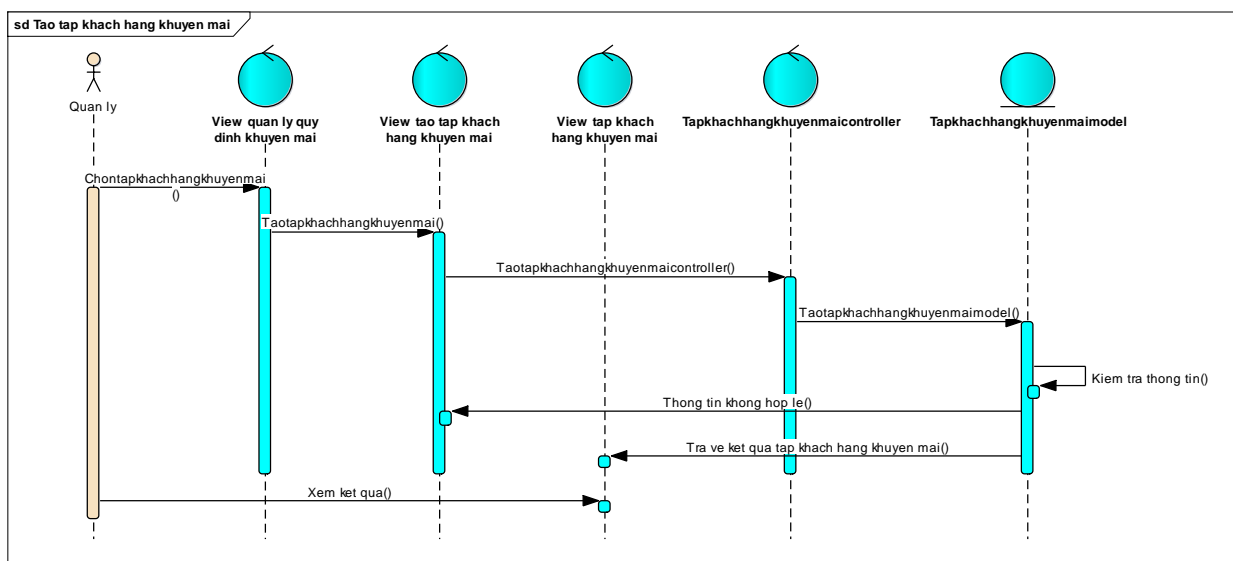 sd Tao tap khach hang khuyen mai
Quan ly
View quan ly quy
dinh khuyen mai
View tao tap khach
hang khuyen mai
View tap khach
hang khuyen mai
Tapkhachhangkhuyenmaicontroller
Tapkhachhangkhuyenmaimodel
Chontapkhachhangkhuyenmai
()
Taotapkhachhangkhuyenmai()
Taotapkhachhangkhuyenmaicontroller()
Taotapkhachhangkhuyenmaimodel()
Kiem tra thong tin()
Thong tin khong hop le()
Tra ve ket qua tap khach hang khuyen mai()
Xem ket qua()